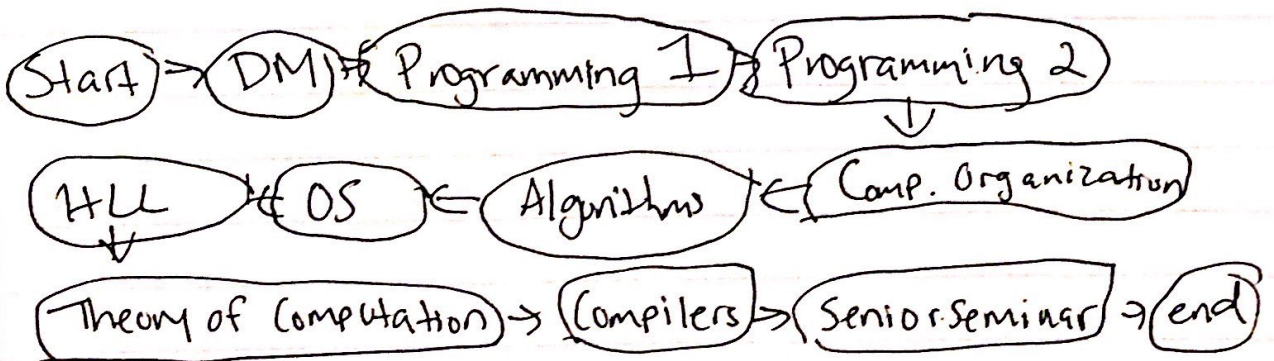 Start → DM → Programming 1 → Programming 2
HLL ← OS ← Algorithms ← Comp. Organization
Theory of Computation → Compilers → Senior Seminar → end